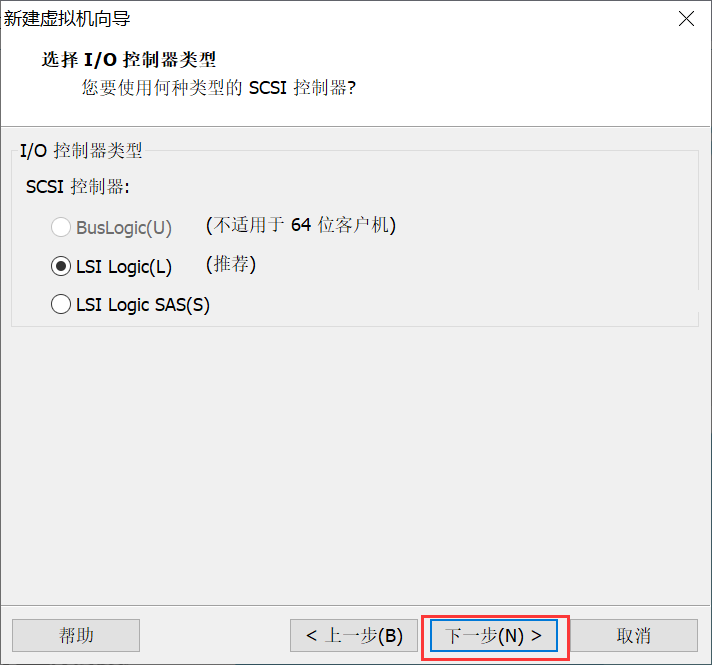 新建虚拟机向导
选择 I/O 控制器类型
您要使用何种类型的 SCSI 控制器?
I/O 控制器类型
SCSI 控制器:
BusLogic(U) (不适用于 64 位客户机)
LSI Logic(L) (推荐)
LSI Logic SAS(S)
帮助 < 上一步(B) 下一步(N) > 取消